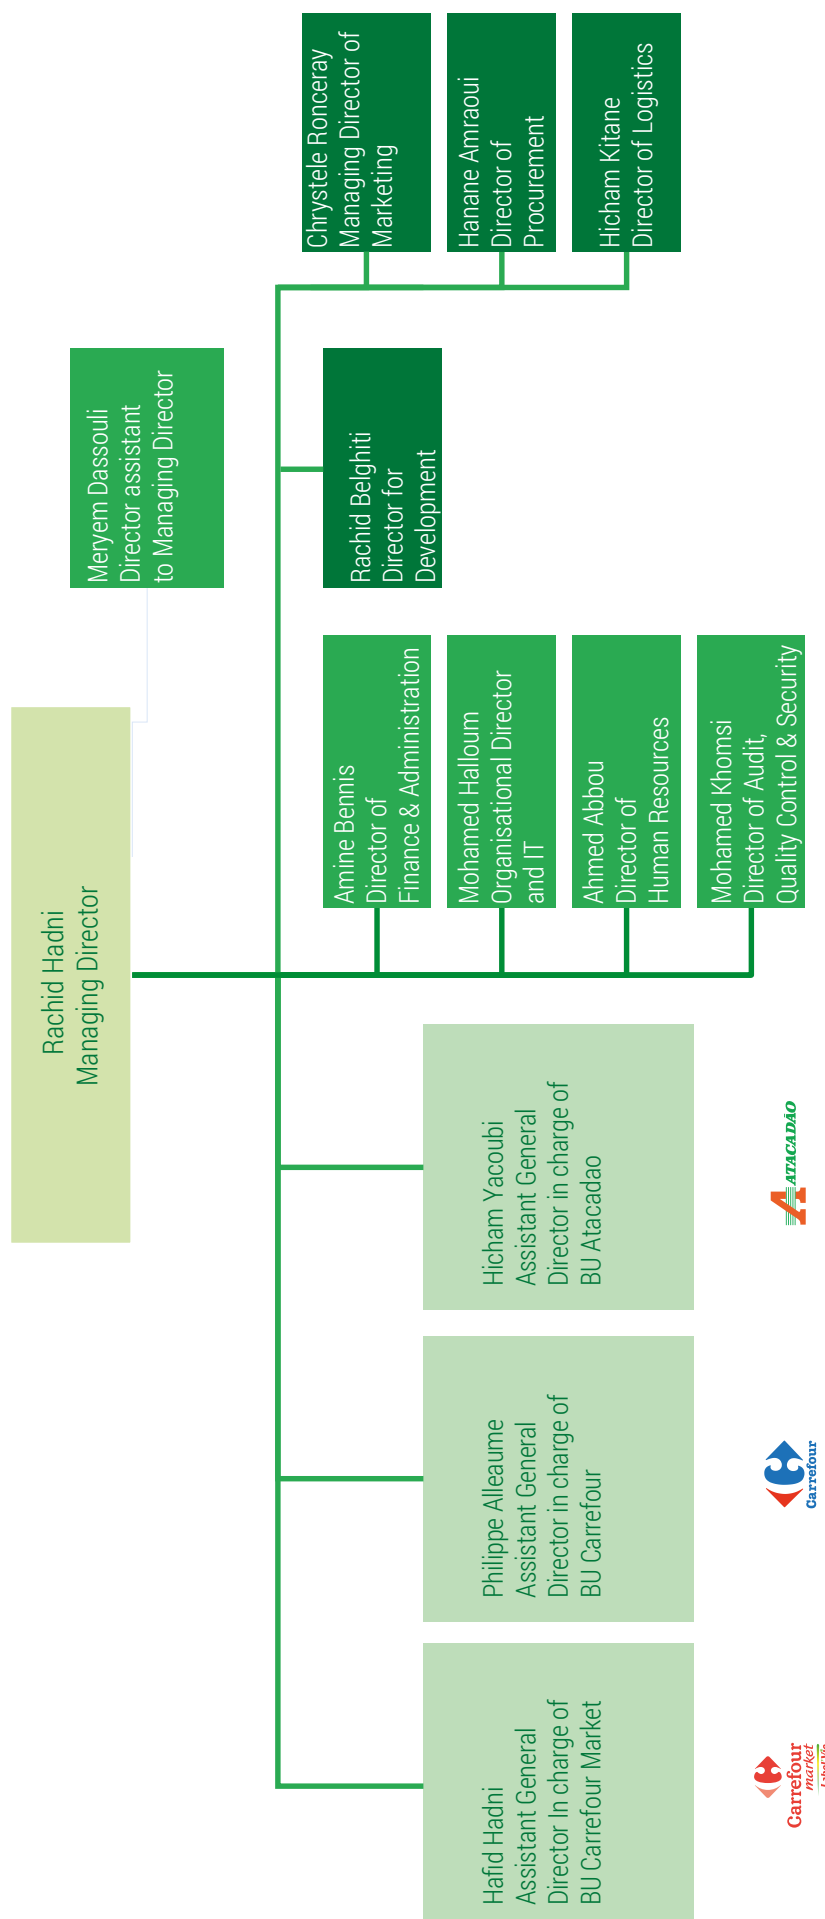 Rachid Hadni
Managing Director
Meryem Dassouli
Director assistant
to Managing Director
Hafid Hadni
Assistant General
Director In charge of
BU Carrefour Market
Philippe Alleaume
Assistant General
Director in charge of
BU Carrefour
Hicham Yacoubi
Assistant General
Director in charge of
BU Atacadao
Amine Bennis
Director of
Finance & Administration
Mohamed Halloum
Organisational Director
and IT
Ahmed Abbou
Director of
Human Resources
Mohamed Khomsi
Director of Audit,
Quality Control & Security
Rachid Belghiti
Director for
Development
Chrystele Ronceray
Managing Director of
Marketing
Hanane Amraoui
Director of
Procurement
Hicham Kitane
Director of Logistics
Carrefour
market
Carrefour
ATACADÃO